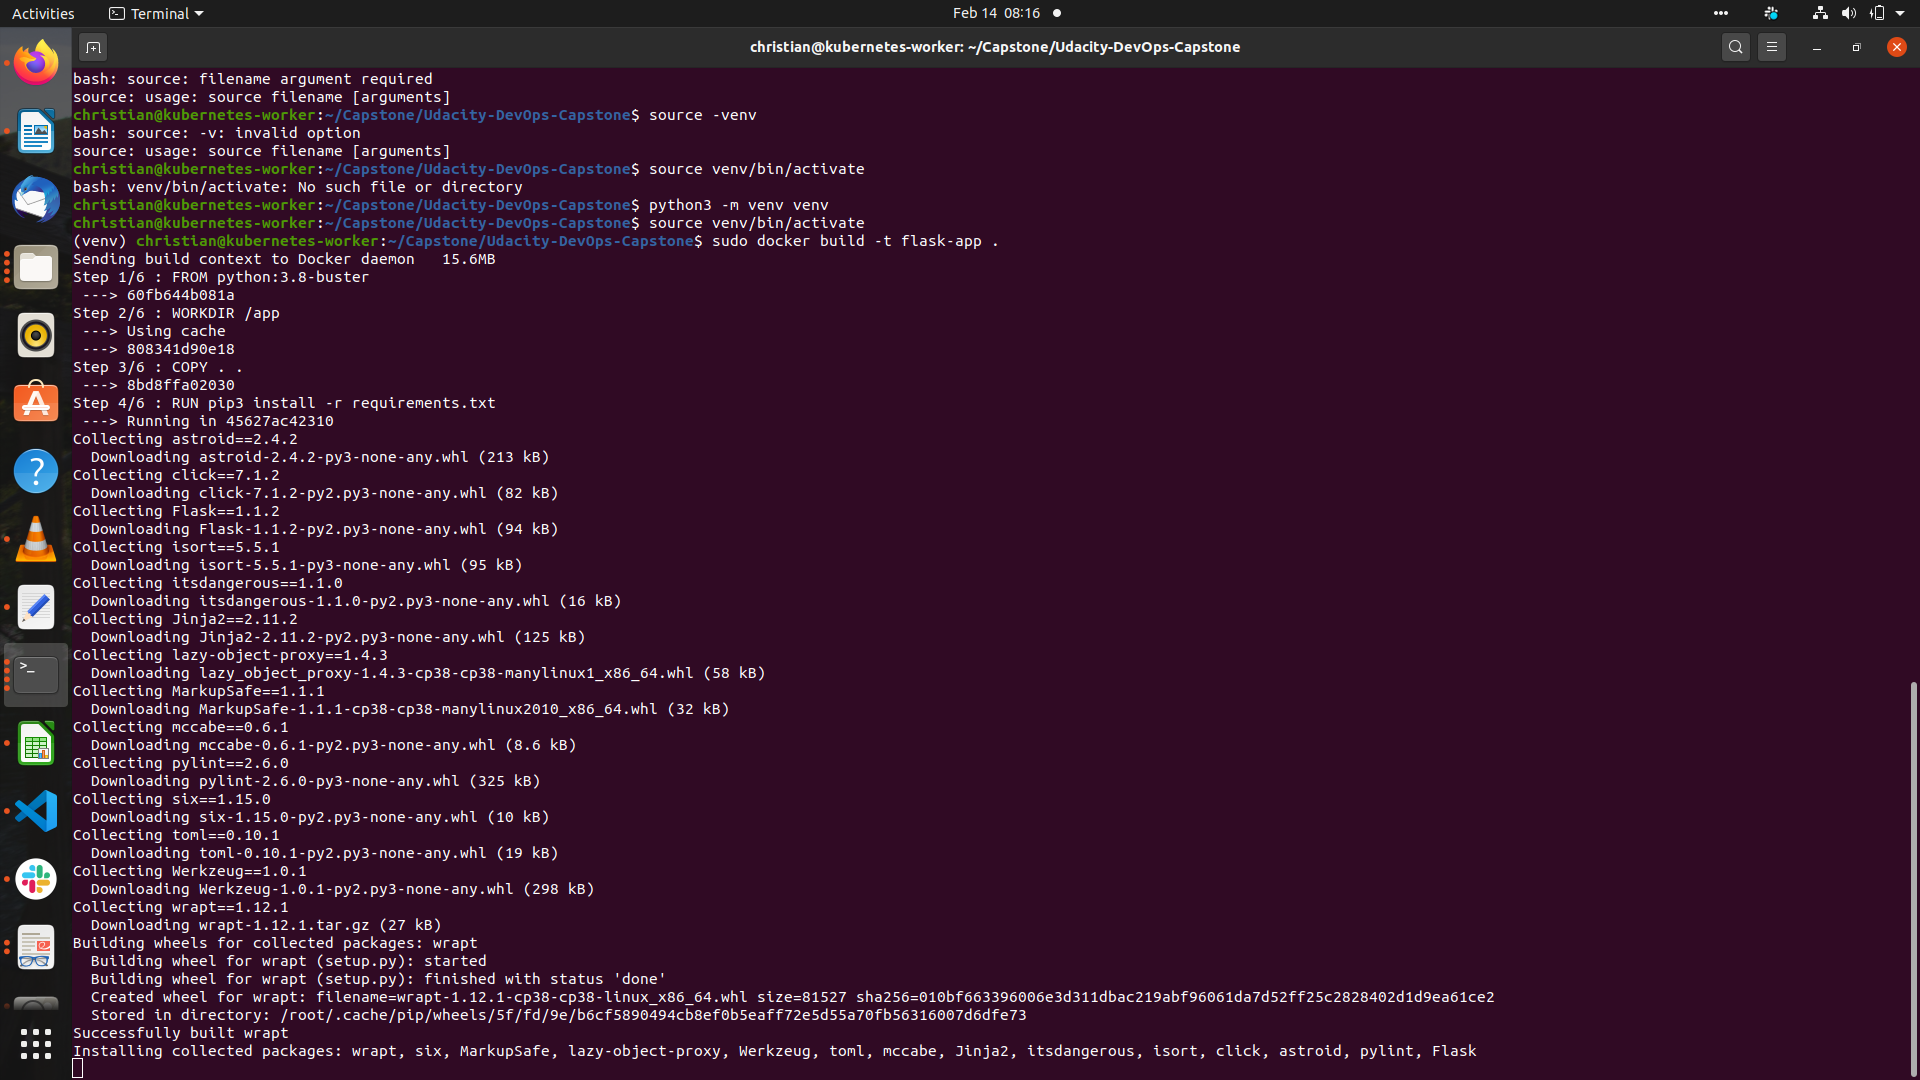 Activities
Terminal
Feb 14 08:16
christian@kubernetes-worker: ~/Capstone/Udacity-DevOps-Capstone
bash: source: filename argument required
source: usage: source filename [arguments]
christian@kubernetes-worker:~/Capstone/Udacity-DevOps-Capstone$ source -venv
bash: source: -v: invalid option
source: usage: source filename [arguments]
christian@kubernetes-worker:~/Capstone/Udacity-DevOps-Capstone$ source venv/bin/activate
bash: venv/bin/activate: No such file or directory
christian@kubernetes-worker:~/Capstone/Udacity-DevOps-Capstone$ python3 -m venv venv
christian@kubernetes-worker:~/Capstone/Udacity-DevOps-Capstone$ source venv/bin/activate
(venv) christian@kubernetes-worker:~/Capstone/Udacity-DevOps-Capstone$ sudo docker build -t flask-app .
Sending build context to Docker daemon   15.6MB
Step 1/6 : FROM python:3.8-buster
 ---> 60fb644b081a
Step 2/6 : WORKDIR /app
 ---> Using cache
 ---> 808341d90e18
Step 3/6 : COPY . .
 ---> 8bd8ffa02030
Step 4/6 : RUN pip3 install -r requirements.txt
 ---> Running in 45627ac42310
Collecting astroid==2.4.2
  Downloading astroid-2.4.2-py3-none-any.whl (213 kB)
Collecting click==7.1.2
  Downloading click-7.1.2-py2.py3-none-any.whl (82 kB)
Collecting Flask==1.1.2
  Downloading Flask-1.1.2-py2.py3-none-any.whl (94 kB)
Collecting isort==5.5.1
  Downloading isort-5.5.1-py3-none-any.whl (95 kB)
Collecting itsdangerous==1.1.0
  Downloading itsdangerous-1.1.0-py2.py3-none-any.whl (16 kB)
Collecting Jinja2==2.11.2
  Downloading Jinja2-2.11.2-py2.py3-none-any.whl (125 kB)
Collecting lazy-object-proxy==1.4.3
  Downloading lazy_object_proxy-1.4.3-cp38-cp38-manylinux1_x86_64.whl (58 kB)
Collecting MarkupSafe==1.1.1
  Downloading MarkupSafe-1.1.1-cp38-cp38-manylinux2010_x86_64.whl (32 kB)
Collecting mccabe==0.6.1
  Downloading mccabe-0.6.1-py2.py3-none-any.whl (8.6 kB)
Collecting pylint==2.6.0
  Downloading pylint-2.6.0-py3-none-any.whl (325 kB)
Collecting six==1.15.0
  Downloading six-1.15.0-py2.py3-none-any.whl (10 kB)
Collecting toml==0.10.1
  Downloading toml-0.10.1-py2.py3-none-any.whl (19 kB)
Collecting Werkzeug==1.0.1
  Downloading Werkzeug-1.0.1-py2.py3-none-any.whl (298 kB)
Collecting wrapt==1.12.1
  Downloading wrapt-1.12.1.tar.gz (27 kB)
Building wheels for collected packages: wrapt
  Building wheel for wrapt (setup.py): started
  Building wheel for wrapt (setup.py): finished with status 'done'
  Created wheel for wrapt: filename=wrapt-1.12.1-cp38-cp38-linux_x86_64.whl size=81527 sha256=010bf663396006e3d311dbac219abf96061da7d52ff25c2828402d1d9ea61ce2
  Stored in directory: /root/.cache/pip/wheels/5f/fd/9e/b6cf5890494cb8ef0b5eaff72e5d55a70fb56316007d6dfe73
Successfully built wrapt
Installing collected packages: wrapt, six, MarkupSafe, lazy-object-proxy, Werkzeug, toml, mccabe, Jinja2, itsdangerous, isort, click, astroid, pylint, Flask